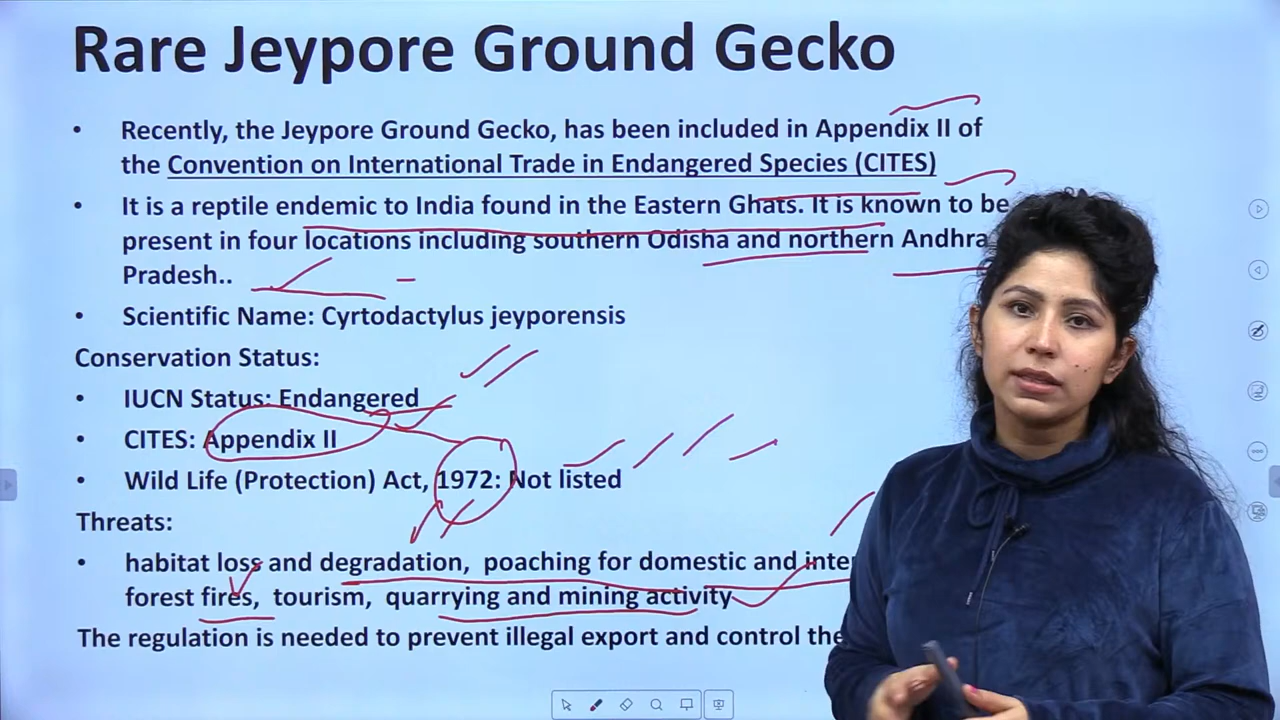 Rare Jeypore Ground Gecko
• Recently, the Jeypore Ground Gecko, has been included in Appendix II of
the Convention on International Trade in Endangered Species (CITES)
• It is a reptile endemic to India found in the Eastern Ghats. It is known to be
present in four locations including southern Odisha and northern Andhra
Pradesh..
• Scientific Name: Cyrtodactylus jeyporensis
Conservation Status:
• IUCN Status: Endangered
• CITES: Appendix II
• Wild Life (Protection) Act, 1972: Not listed
Threats:
• habitat loss and degradation, poaching for domestic and
forest fires, tourism, quarrying and mining activity
The regulation is needed to prevent illegal export and control the